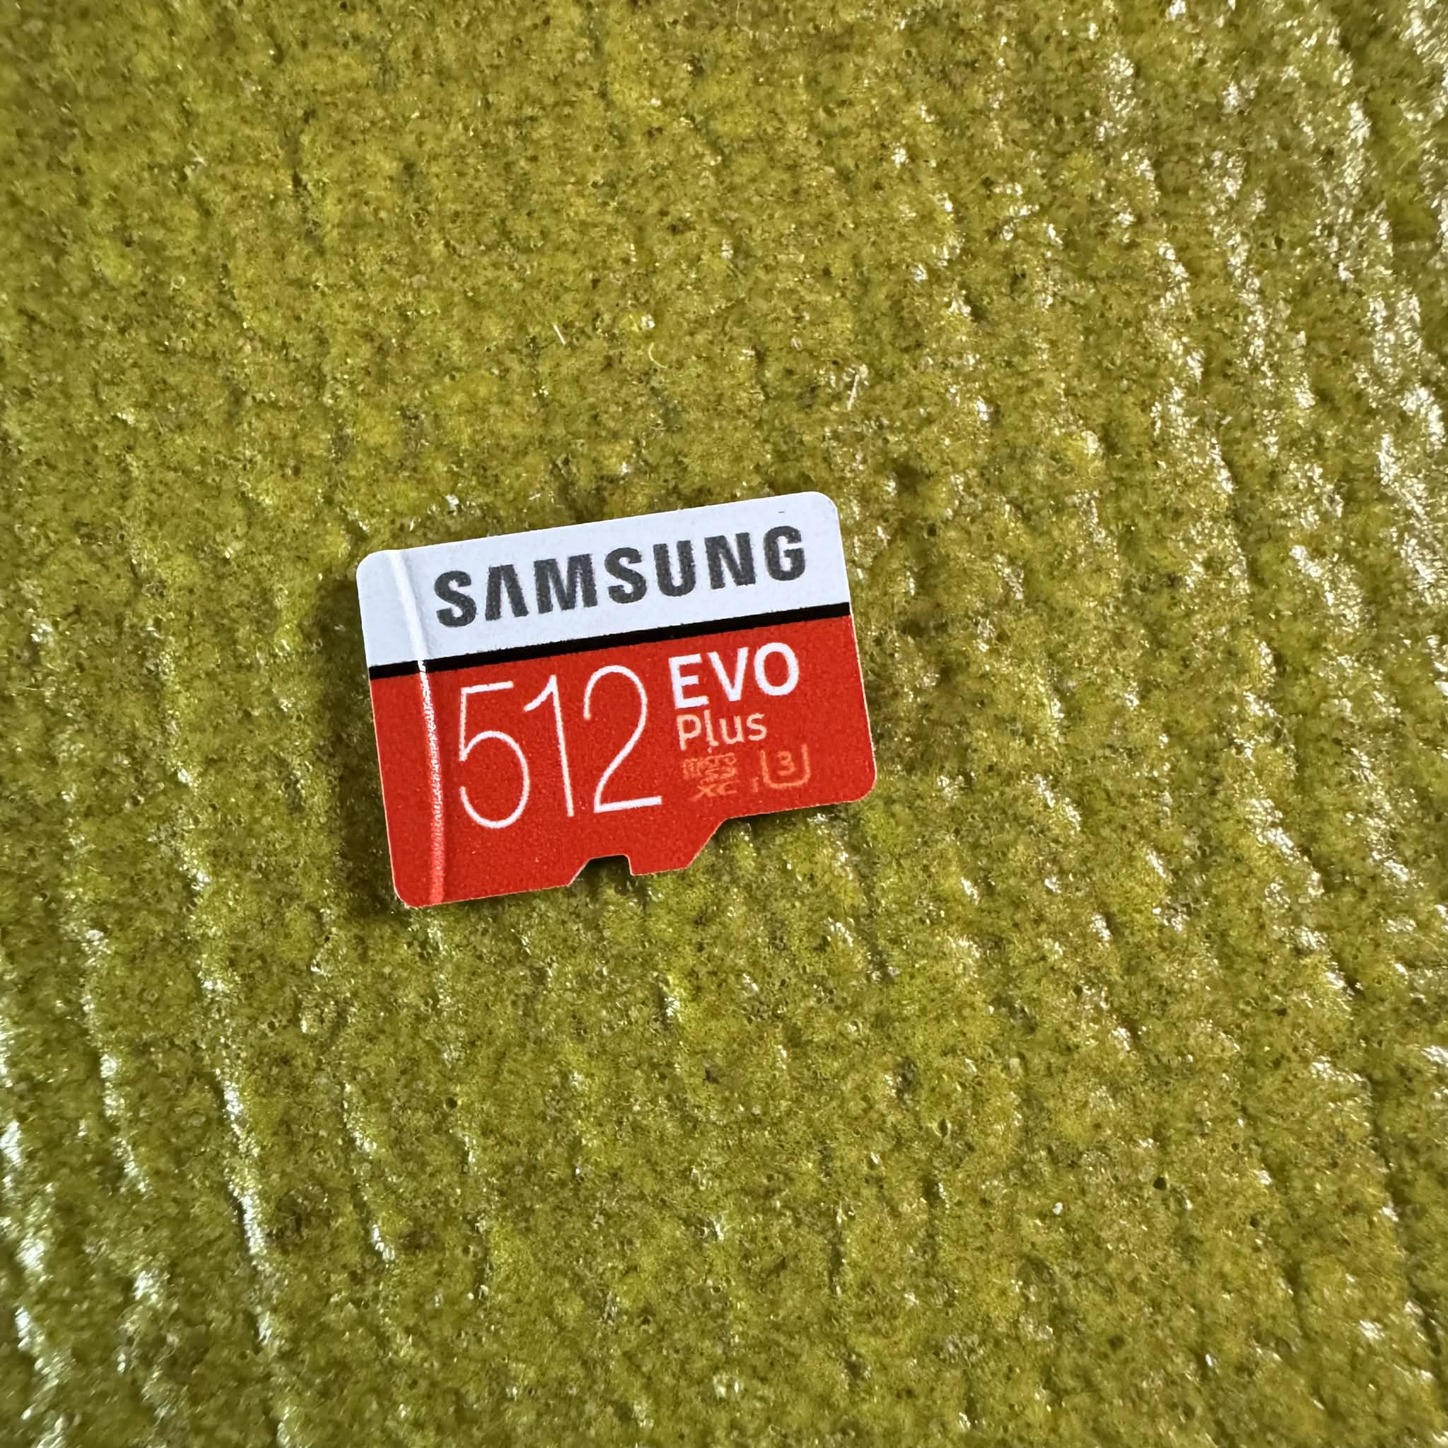 SAMSUNG
512 EVO
Plus
micro
XC I U3